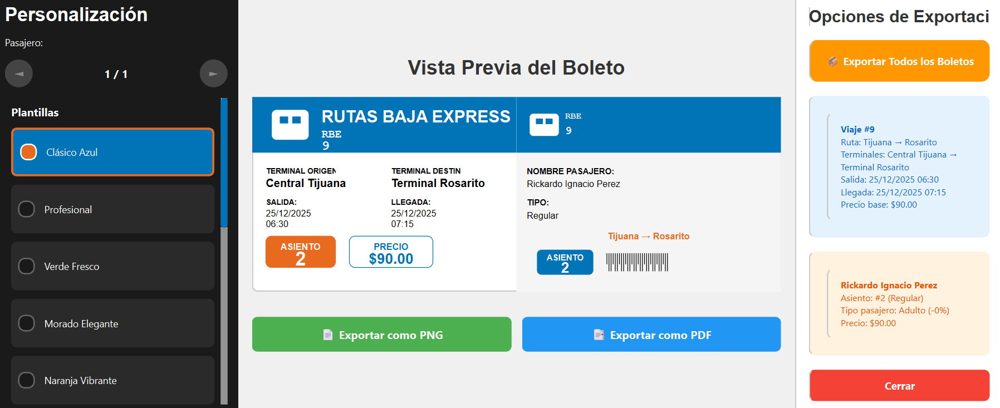 Personalización
Pasajero:
◄
1 / 1
►
Plantillas
Clásico Azul
Profesional
Verde Fresco
Morado Elegante
Naranja Vibrante
Vista Previa del Boleto
RUTAS BAJA EXPRESS
RBE
9
RBE
9
TERMINAL ORIGEN
Central Tijuana
TERMINAL DESTIN
Terminal Rosarito
SALIDA:
25/12/2025
06:30
LLEGADA:
25/12/2025
07:15
ASIENTO
2
PRECIO
$90.00
NOMBRE PASAJERO:
Rickardo Ignacio Perez
TIPO:
Regular
Tijuana → Rosarito
ASIENTO
2
Exportar como PNG
Exportar como PDF
Opciones de Exportaci
Exportar Todos los Boletos
Viaje #9
Ruta: Tijuana → Rosarito
Terminales: Central Tijuana →
Terminal Rosarito
Salida: 25/12/2025 06:30
Llegada: 25/12/2025 07:15
Precio base: $90.00
Rickardo Ignacio Perez
Asiento: #2 (Regular)
Tipo pasajero: Adulto (-0%)
Precio: $90.00
Cerrar